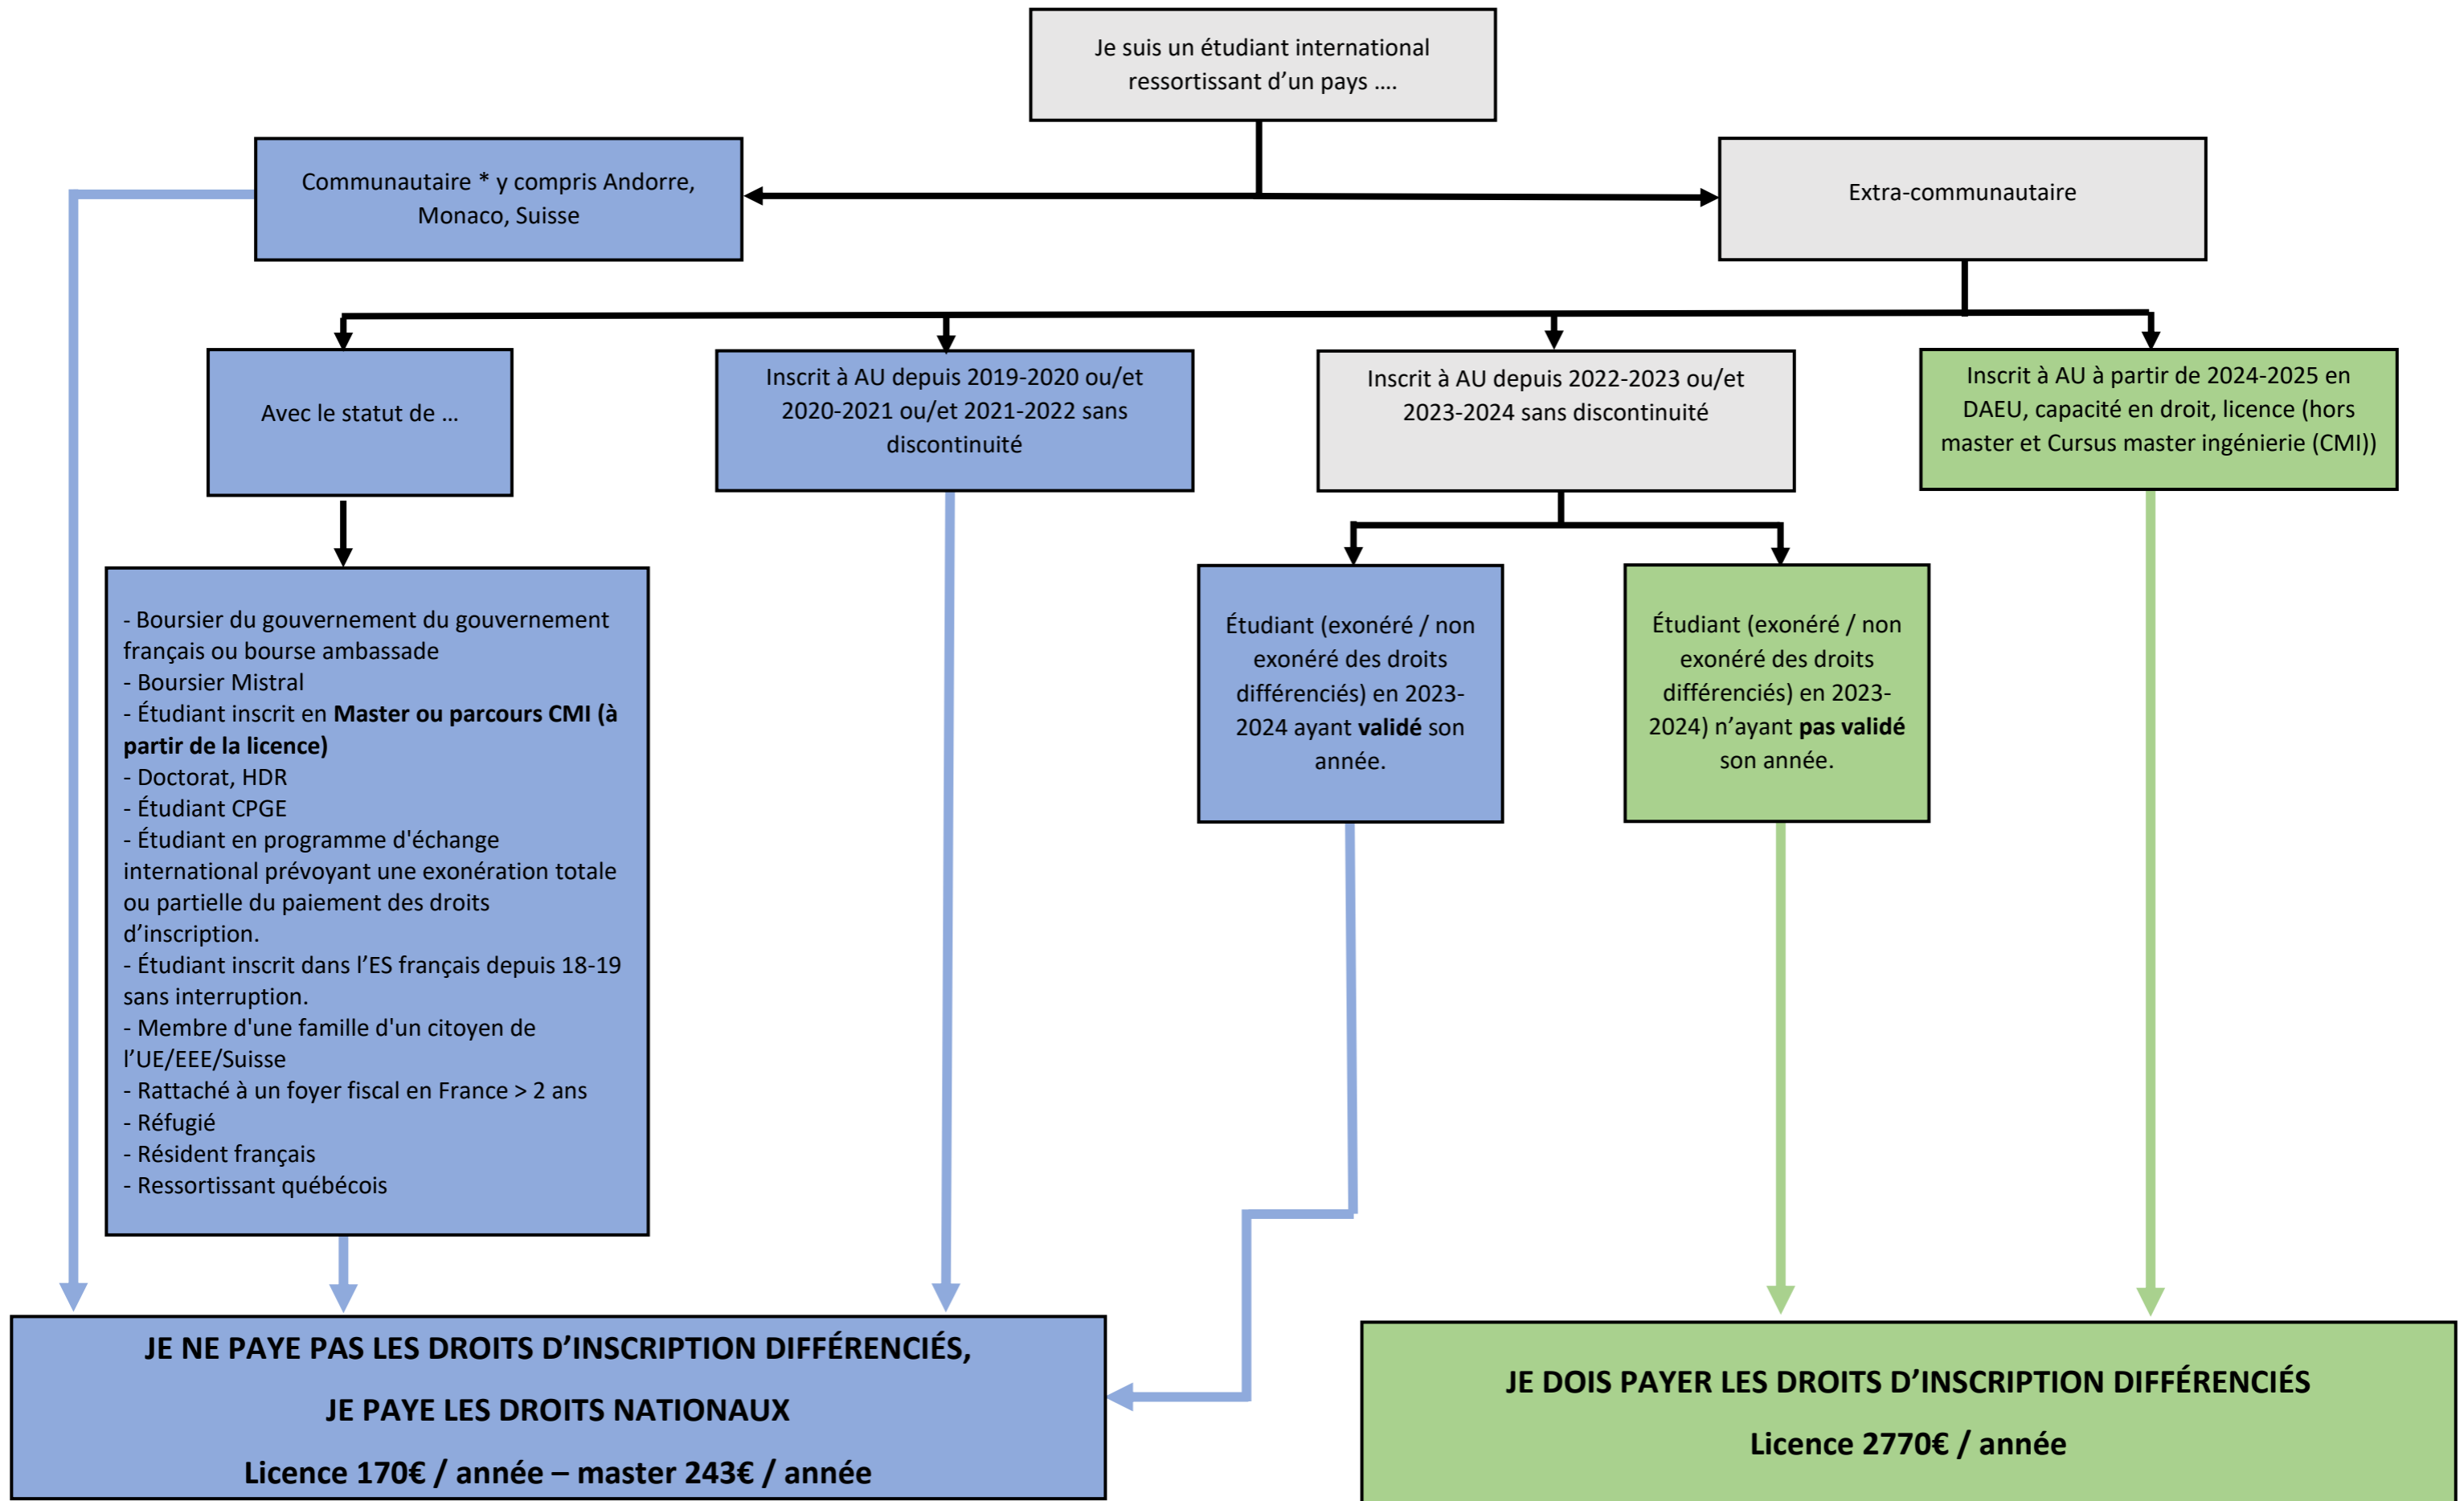 Je suis un étudiant international
ressortissant d’un pays ….
Communautaire * y compris Andorre,
Monaco, Suisse
Extra-communautaire
Avec le statut de …
Inscrit à AU depuis 2019-2020 ou/et
2020-2021 ou/et 2021-2022 sans
discontinuité
Inscrit à AU depuis 2022-2023 ou/et
2023-2024 sans discontinuité
Inscrit à AU à partir de 2024-2025 en
DAEU, capacité en droit, licence (hors
master et Cursus master ingénierie (CMI))
- Boursier du gouvernement du gouvernement
français ou bourse ambassade
- Boursier Mistral
- Étudiant inscrit en Master ou parcours CMI (à
partir de la licence)
- Doctorat, HDR
- Étudiant CPGE
- Étudiant en programme d'échange
international prévoyant une exonération totale
ou partielle du paiement des droits
d’inscription.
- Étudiant inscrit dans l’ES français depuis 18-19
sans interruption.
- Membre d'une famille d'un citoyen de
l’UE/EEE/Suisse
- Rattaché à un foyer fiscal en France > 2 ans
- Réfugié
- Résident français
- Ressortissant québécois
Étudiant (exonéré / non
exonéré des droits
différenciés) en 2023-
2024 ayant validé son
année.
Étudiant (exonéré / non
exonéré des droits
différenciés) en 2023-
2024) n’ayant pas validé
son année.
JE NE PAYE PAS LES DROITS D’INSCRIPTION DIFFÉRENCIÉS,
JE PAYE LES DROITS NATIONAUX
Licence 170€ / année – master 243€ / année
JE DOIS PAYER LES DROITS D’INSCRIPTION DIFFÉRENCIÉS
Licence 2770€ / année